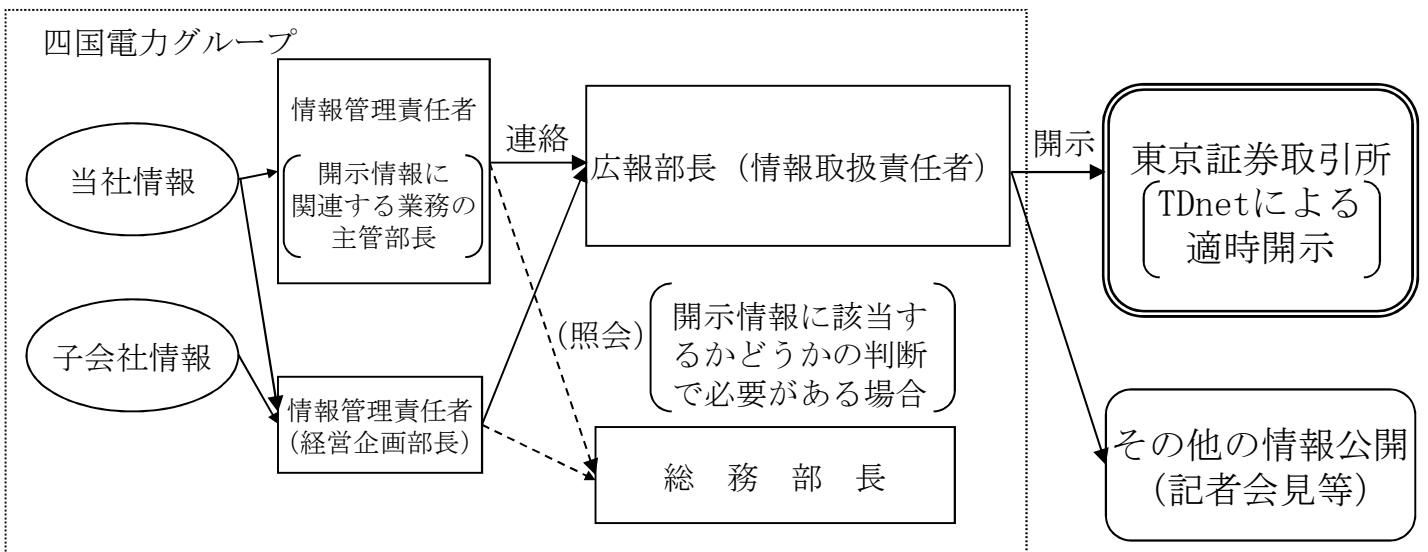 四国電力グループ
当社情報
子会社情報
情報管理責任者
開示情報に
関連する業務の
主管部長
情報管理責任者
(経営企画部長)
連絡
(照会)
広報部長（情報取扱責任者）
開示情報に該当す
るかどうかの判断
で必要がある場合
総　務　部　長
開示
東京証券取引所
TDnetによる
適時開示
その他の情報公開
(記者会見等)